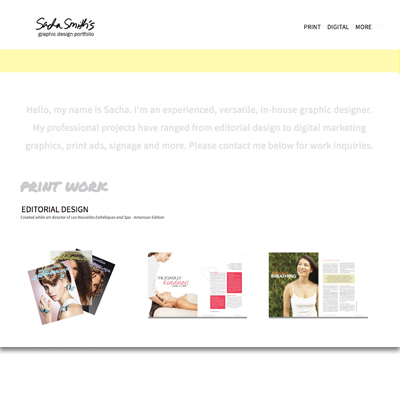 Sacha Smith's
graphic design portfolio
PRINT DIGITAL MORE
Hello, my name is Sacha. I'm an experienced, versatile, in-house graphic designer.
My professional projects have ranged from editorial design to digital marketing
graphics, print ads, signage and more. Please contact me below for work inquiries.
PRINT WORK
EDITORIAL DESIGN
Created while art director of Les Nouvelles Esthétiques and Spa - American Edition
THE POWER OF
kindness
BREATHING